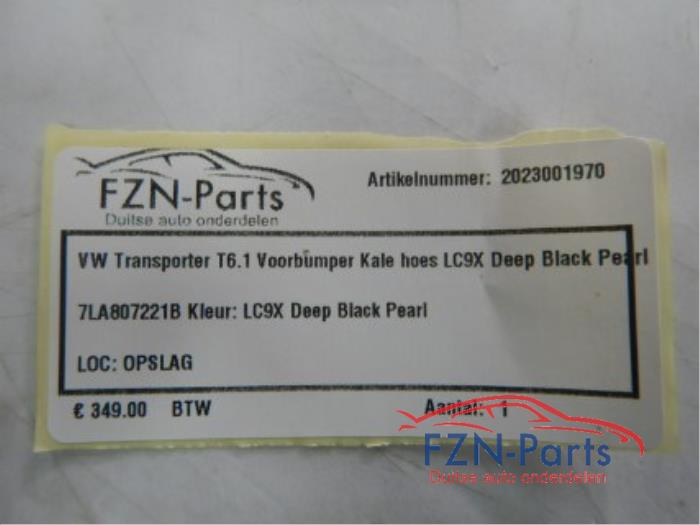 FZN-Parts
Duitse auto onderdelen
Artikelnummer: 2023001970
VW Transporter T6.1 Voorbumper Kale hoes LC9X Deep Black Pearl
7LA807221B Kleur: LC9X Deep Black Pearl
LOC: OPSLAG
€ 349.00 BTW
Aantal: 1
FZN-Parts
Duitse auto onderdelen